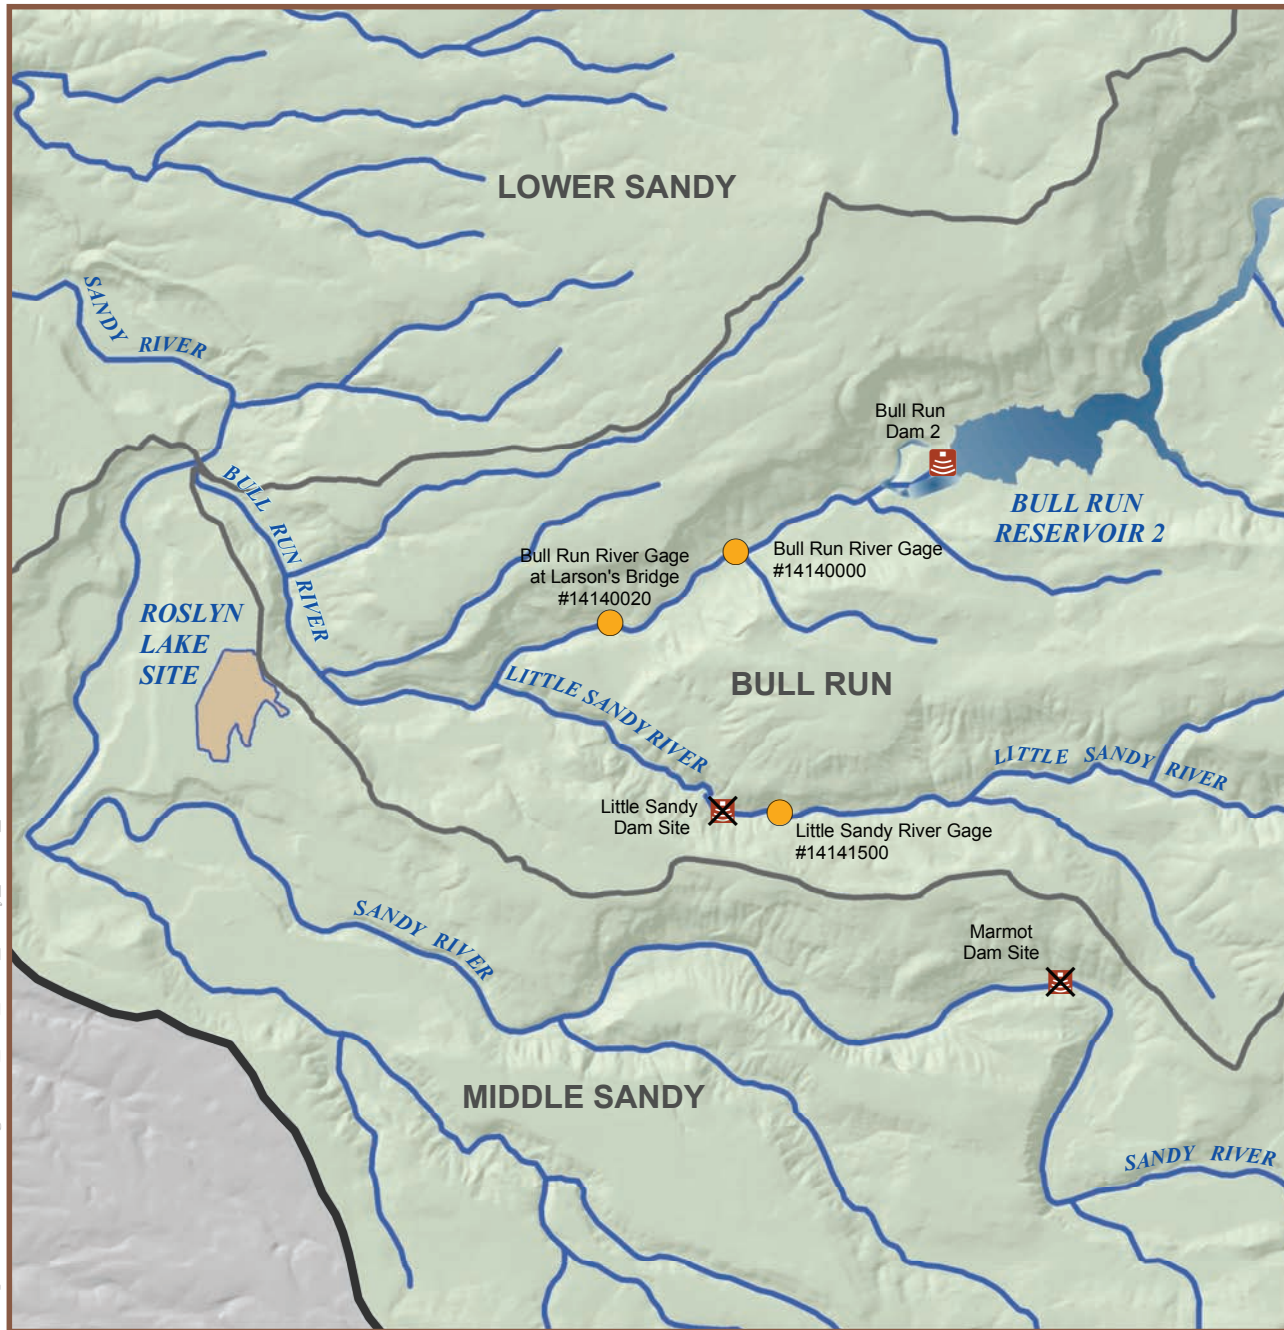 LOWER SANDY
SANDY RIVER
Bull Run
Dam 2
BULL RUN RIVER
BULL RUN
RESERVOIR 2
Bull Run River Gage
#14140000
Bull Run River Gage
at Larson's Bridge
#14140020
ROSLYN
LAKE
SITE
LITTLE SANDY RIVER
BULL RUN
LITTLE SANDY RIVER
Little Sandy
Dam Site
Little Sandy River Gage
#14141500
SANDY RIVER
Marmot
Dam Site
MIDDLE SANDY
SANDY RIVER